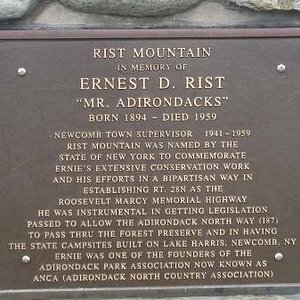 RIST MOUNTAIN
IN MEMORY OF
ERNEST D. RIST
"MR. ADIRONDACKS"
BORN 1894 - DIED 1959
NEWCOMB TOWN SUPERVISOR 1941-1959
RIST MOUNTAIN WAS NAMED BY THE
STATE OF NEW YORK TO COMMEMORATE
ERNIE'S EXTENSIVE CONSERVATION WORK
AND HIS EFFORTS IN A BIPARTISAN WAY IN
ESTABLISHING RT. 28N AS THE
ROOSEVELT MARCY MEMORIAL HIGHWAY
HE WAS INSTRUMENTAL IN GETTING LEGISLATION
PASSED TO ALLOW THE ADIRONDACK NORTH WAY (I87)
TO PASS THRU THE FOREST PRESERVE AND IN HAVING
THE STATE CAMPSITES BUILT ON LAKE HARRIS, NEWCOMB, NY
ERNIE WAS ONE OF THE FOUNDERS OF THE
ADIRONDACK PARK ASSOCIATION NOW KNOWN AS
ANCA (ADIRONDACK NORTH COUNTRY ASSOCIATION)